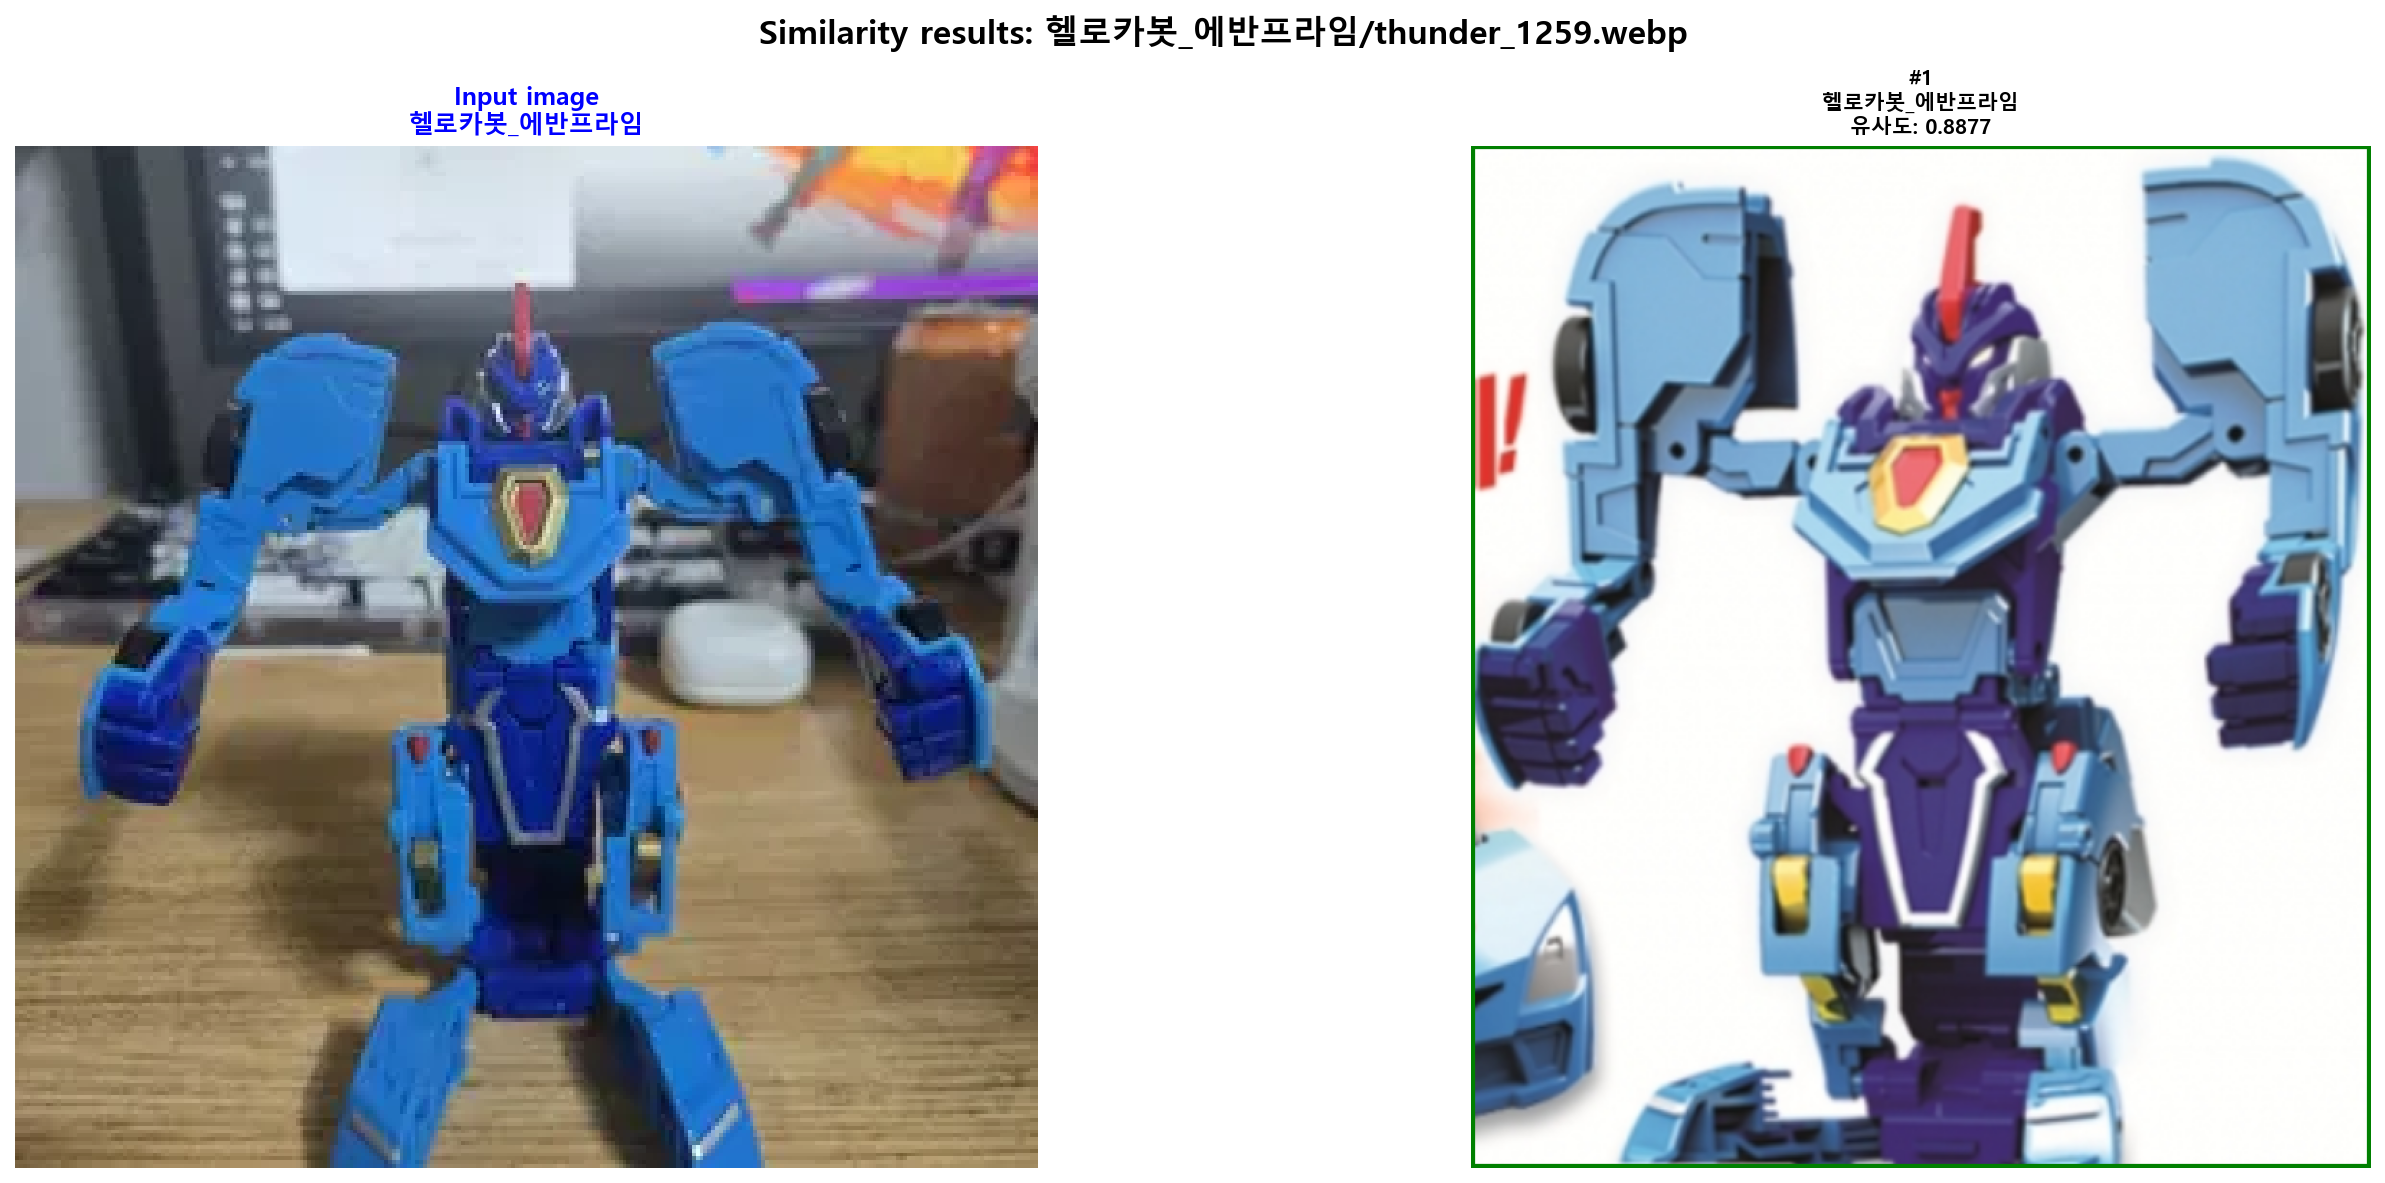 Similarity results: 헬로카봇_에반프라임/thunder_1259.webp
Input image
헬로카봇_에반프라임
#1
헬로카봇_에반프라임
유사도: 0.8877
!!